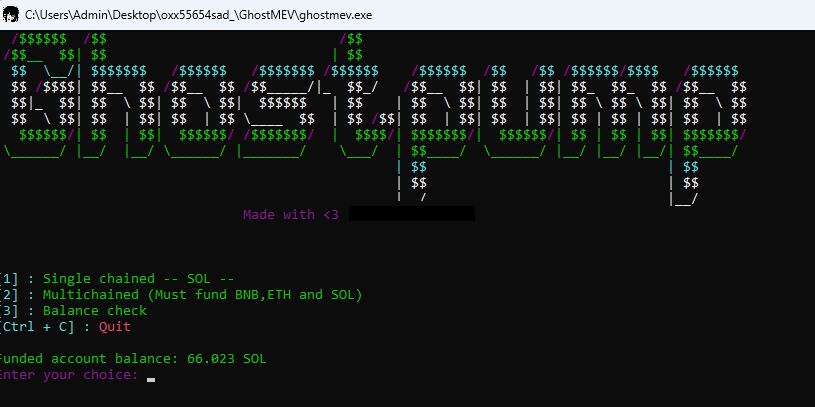 C:\Users\Admin\Desktop\oxx55654sad_\GhostMEV\ghostmev.exe
Ghostpump
Made with <3
[1] : Single chained -- SOL --
[2] : Multichained (Must fund BNB,ETH and SOL)
[3] : Balance check
[Ctrl + C] : Quit
Funded account balance: 66.023 SOL
Enter your choice: